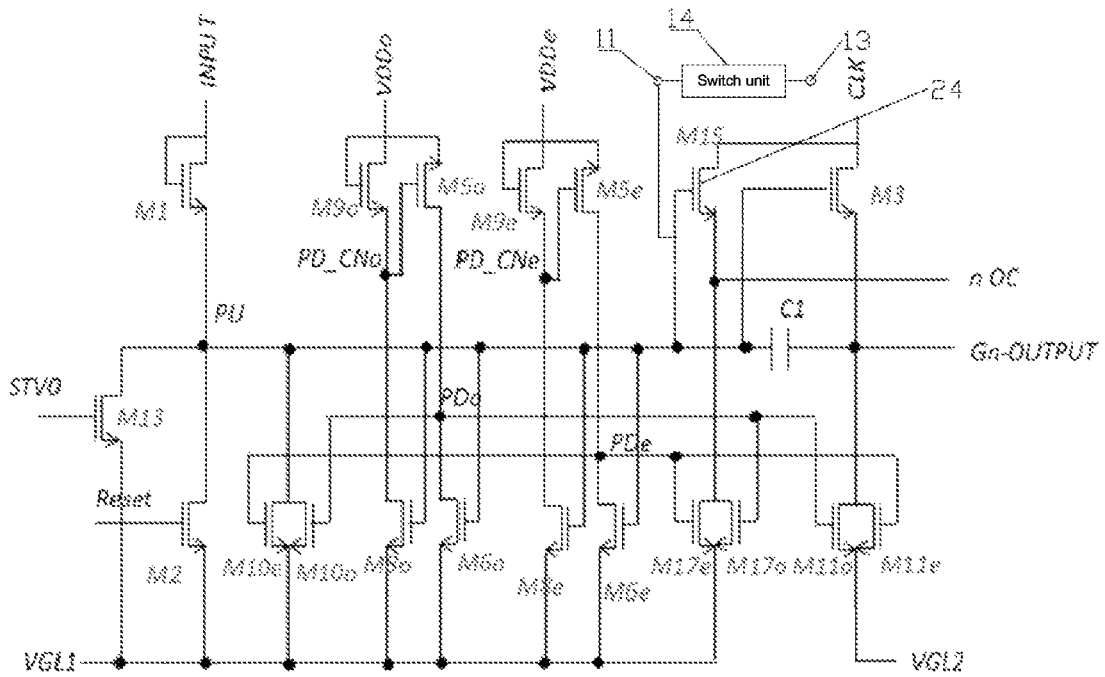 INPUT
VDDo
VDDe
11
14
Switch unit
13
CLK
24
M15
M1
M9o
M5o
M9e
M5e
M3
PD_CNo
PD_CNe
n OC
PU
C1
Gn-OUTPUT
STV0
M13
PDo
PDe
Reset
M2
M10e
M10o
M8o
M6o
M8e
M6e
M17e
M17o
M11o
M11e
VGL1
VGL2